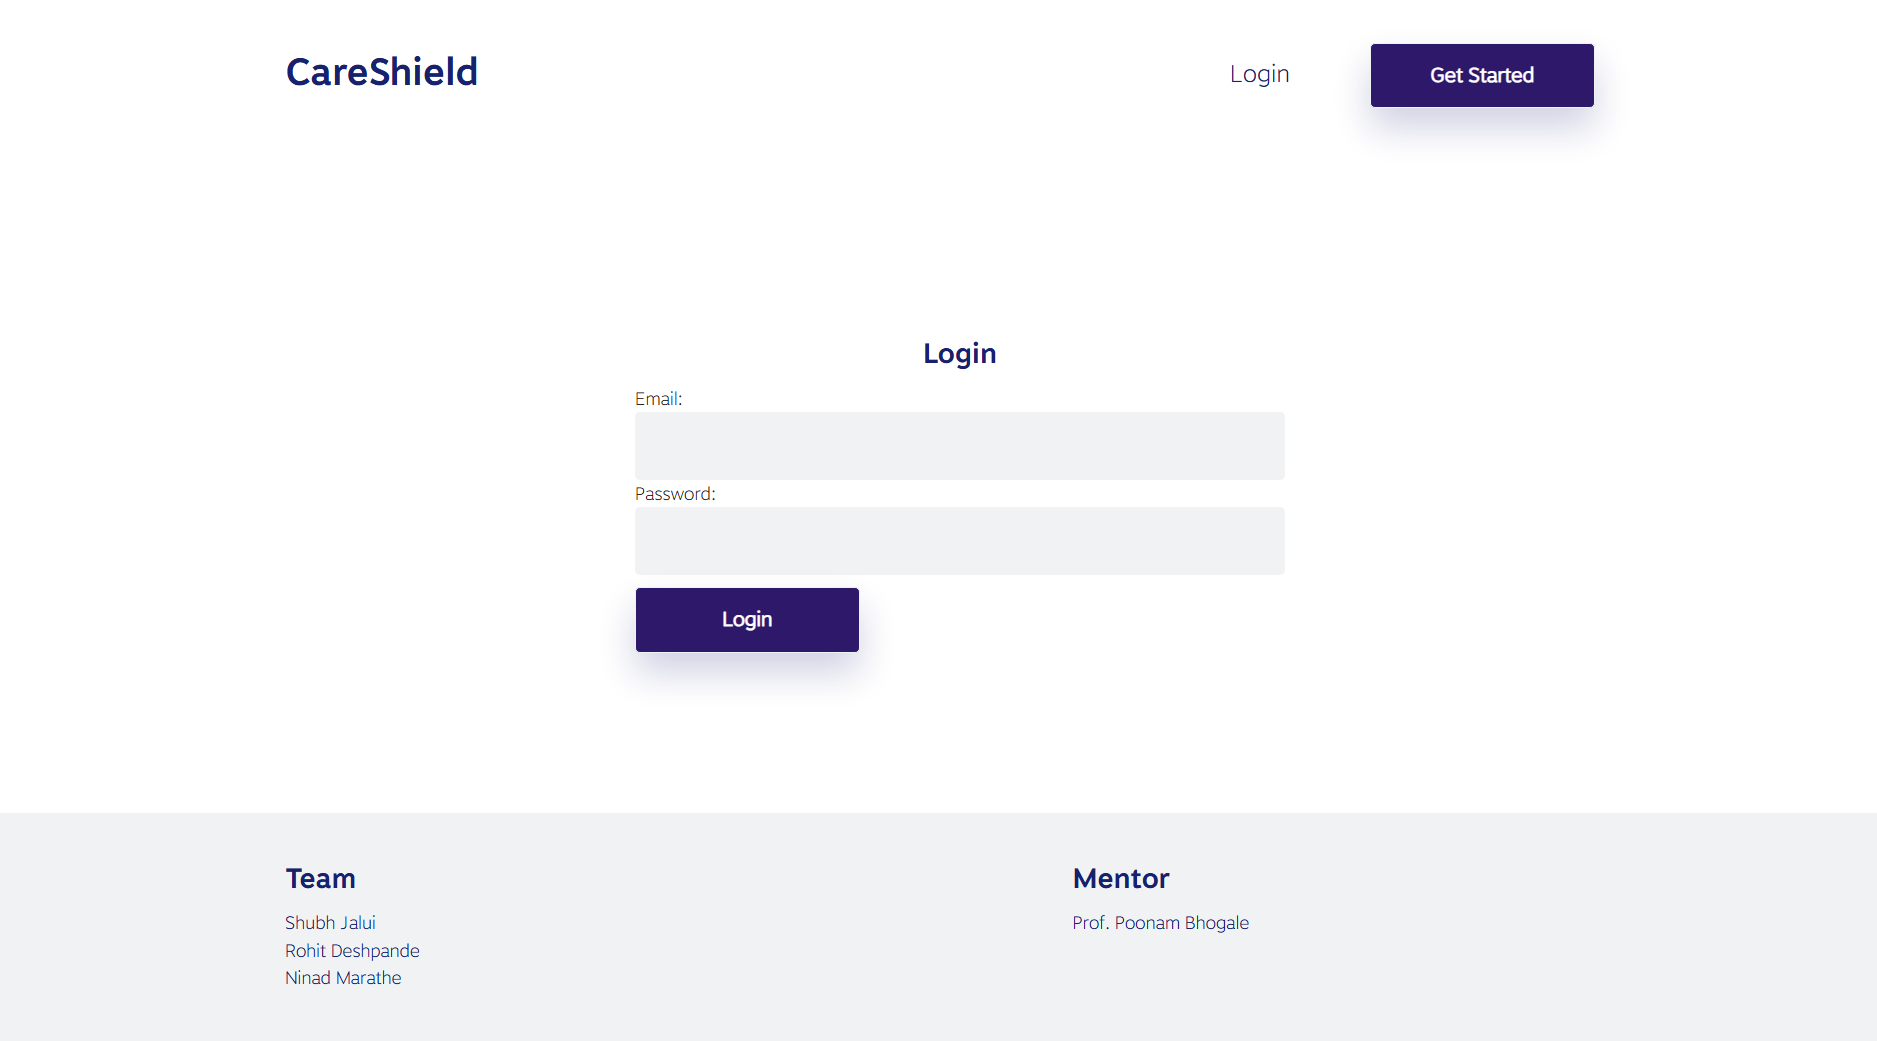 CareShield
Login
Get Started
Login
Email:
Password:
Login
Team
Shubh Jalui
Rohit Deshpande
Ninad Marathe
Mentor
Prof. Poonam Bhogale